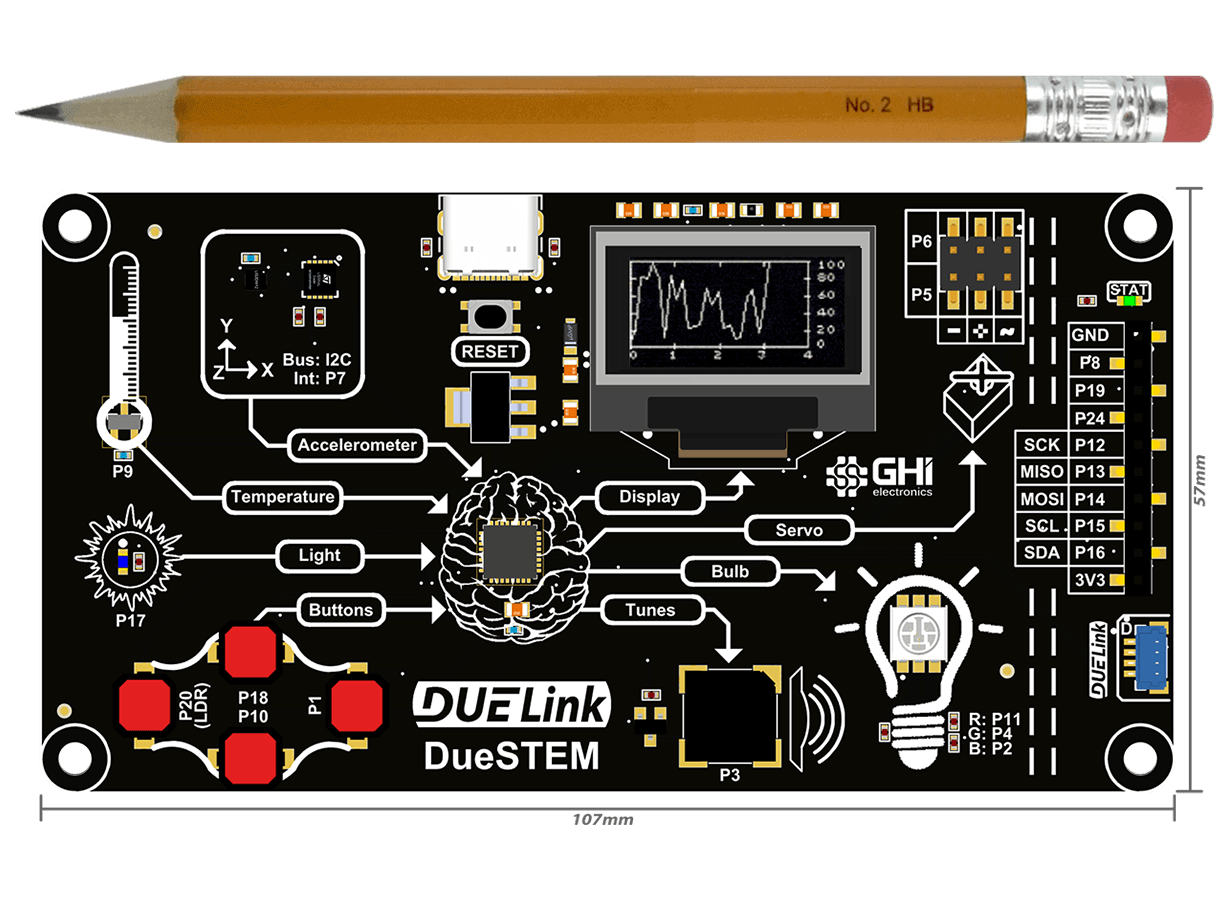 No. 2 HB
P6
P5
- + ~
STAT
100
80
60
40
20
0
0 1 2 3 4
Y
Z X
Bus: I2C
Int: P7
RESET
GND
P8
P19
P24
SCK P12
MISO P13
MOSI P14
SCL P15
SDA P16
3V3
P9
Accelerometer
Temperature
Display
GHI
electronics
Servo
Light
Bulb
P17
Buttons
Tunes
DUELink
D
P20
(LDR)
P18
P10
P1
DUELink
DueSTEM
P3
R: P11
G: P4
B: P2
57mm
107mm